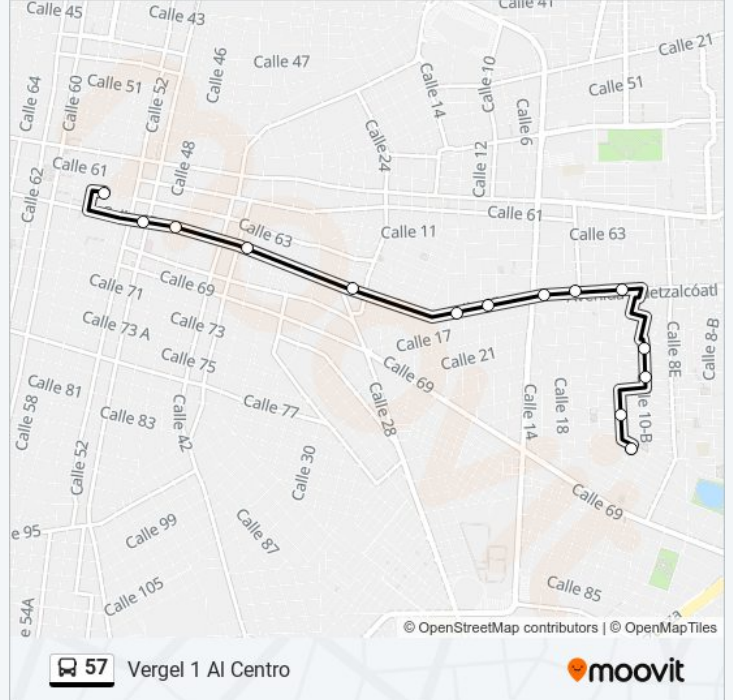 Calle 45
Calle 43
Calle 41
Calle 64
Calle 60
Calle 51
Calle 52
Calle 46
Calle 47
Calle 14
Calle 10
Calle 6
Calle 51
Calle 21
Calle 61
Calle 62
Calle 48
Calle 24
Calle 12
Calle 63
Calle 11
Calle 61
Calle 63
Calle 71
Calle 69
Calle 73 A
Calle 73
Calle 75
Calle 17
Calle 21
Calle 8E
Calle 8-B
Calle 81
Calle 83
Calle 42
Calle 77
Calle 69
Calle 28
Calle 14
Calle 18
le 10-B
Calle 58
Calle 52
Calle 30
Calle 69
e 95
Calle 99
Calle 87
Calle 105
Calle 85
e 54A
© OpenStreetMap contributors | © OpenMapTiles
57 Vergel 1 Al Centro
moovit